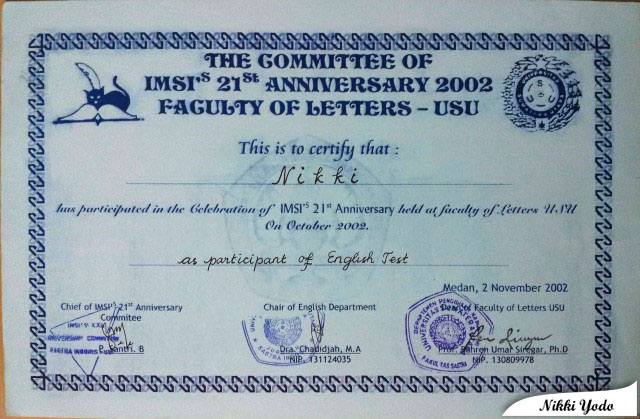 THE COMMITTEE OF
IMSI'S 21St ANNIVERSARY 2002
FACULTY OF LETTERS – USU
This is to certify that :
Nikki
has participated in the Celebration of IMSI'S 21st Anniversary held at faculty of Letters USU
On October 2002.
as participant of English Test
Medan, 2 November 2002
Chief of IMSI'S 21st Anniversary
Commitee
Chair of English Department
Faculty of Letters USU
Dra. Chadidjah, M.A
NIP. 131124035
Prof. Bahren Umar Siregar, Ph.D
NIP. 130809978
FAKULTAS SASTRA
Nikki Yodo